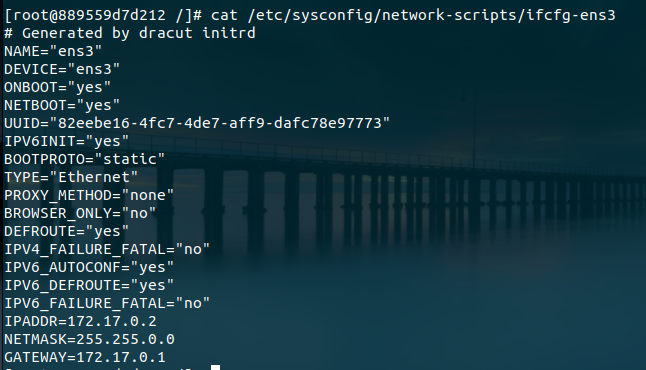 [root@889559d7d212 /]# cat /etc/sysconfig/network-scripts/ifcfg-ens3
# Generated by dracut initrd
NAME="ens3"
DEVICE="ens3"
ONBOOT="yes"
NETBOOT="yes"
UUID="82eebe16-4fc7-4de7-aff9-dafc78e97773"
IPV6INIT="yes"
BOOTPROTO="static"
TYPE="Ethernet"
PROXY_METHOD="none"
BROWSER_ONLY="no"
DEFROUTE="yes"
IPV4_FAILURE_FATAL="no"
IPV6_AUTOCONF="yes"
IPV6_DEFROUTE="yes"
IPV6_FAILURE_FATAL="no"
IPADDR=172.17.0.2
NETMASK=255.255.0.0
GATEWAY=172.17.0.1